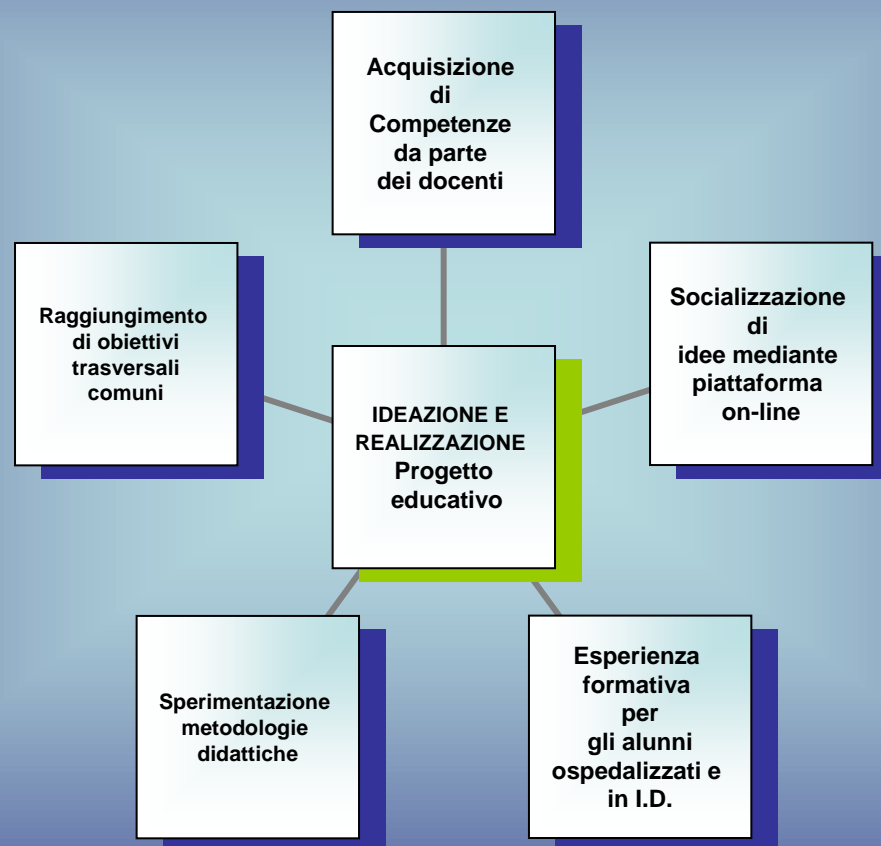 Acquisizione
di
Competenze
da parte
dei docenti
Raggiungimento
di obiettivi
trasversali
comuni
Socializzazione
di
idee mediante
piattaforma
on-line
IDEAZIONE E
REALIZZAZIONE
Progetto
educativo
Sperimentazione
metodologie
didattiche
Esperienza
formativa
per
gli alunni
ospedalizzati e
in I.D.